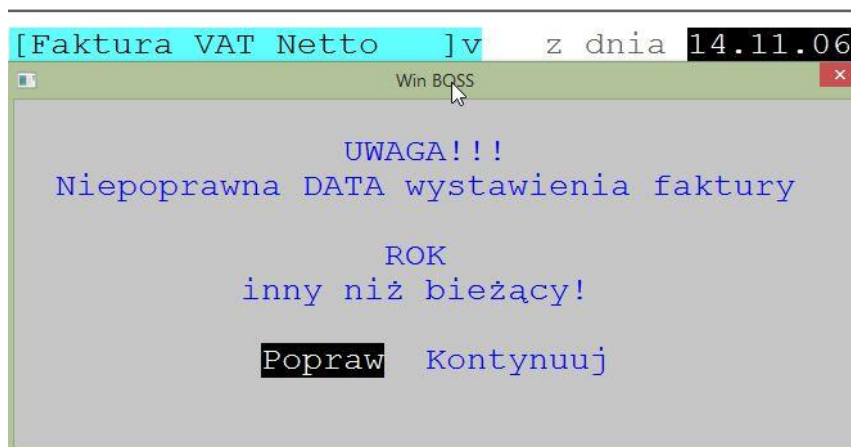 [Faktura VAT Netto ]v z dnia 14.11.06
Win BOSS
UWAGA!!!
Niepoprawna DATA wystawienia faktury
ROK
inny niż bieżący!
Popraw Kontynuuj